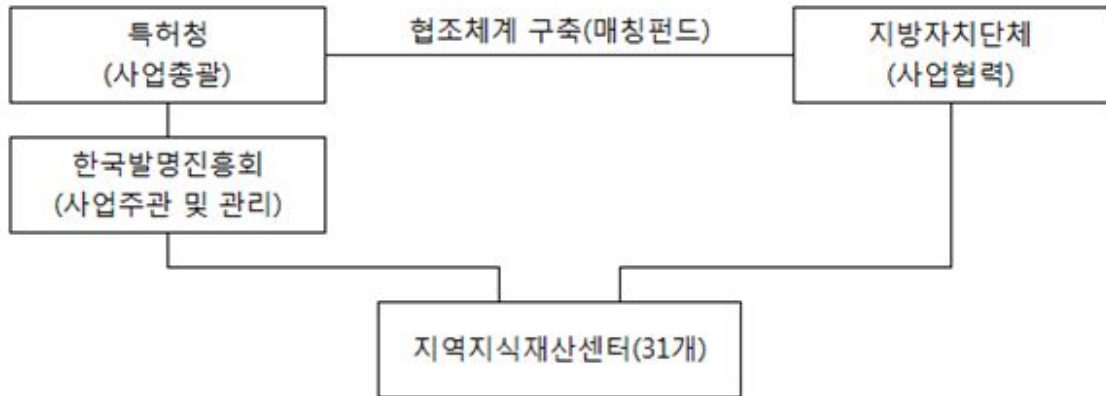 특허청
(사업총괄)
협조체계 구축(매칭펀드)
지방자치단체
(사업협력)
한국발명진흥회
(사업주관 및 관리)
지역지식재산센터(31개)